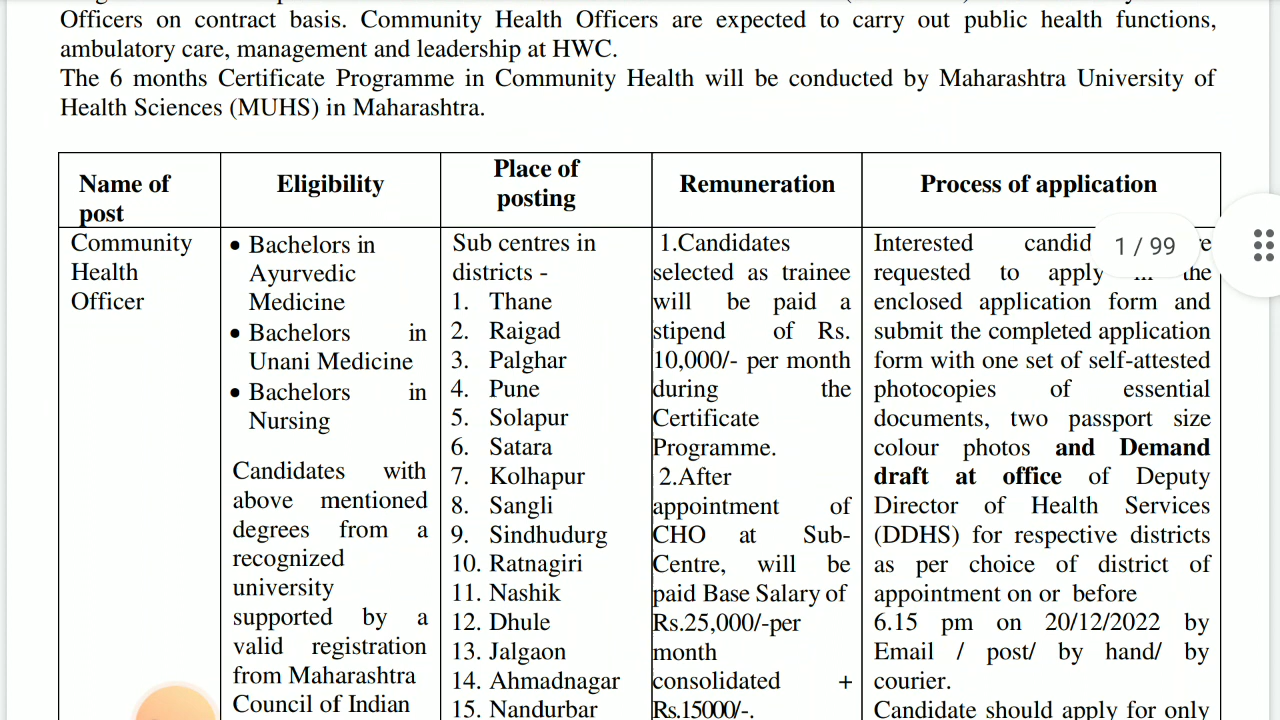 Officers on contract basis. Community Health Officers are expected to carry out public health functions,
ambulatory care, management and leadership at HWC.
The 6 months Certificate Programme in Community Health will be conducted by Maharashtra University of
Health Sciences (MUHS) in Maharashtra.
Name of
post
Eligibility
Place of
posting
Remuneration
Process of application
Community
Health
Officer
• Bachelors in
Ayurvedic
Medicine
• Bachelors in
Unani Medicine
• Bachelors in
Nursing
Candidates with
above mentioned
degrees from a
recognized
university
supported by a
valid registration
from Maharashtra
Council of Indian
Sub centres in
districts -
1. Thane
2. Raigad
3. Palghar
4. Pune
5. Solapur
6. Satara
7. Kolhapur
8. Sangli
9. Sindhudurg
10. Ratnagiri
11. Nashik
12. Dhule
13. Jalgaon
14. Ahmadnagar
15. Nandurbar
1.Candidates
selected as trainee
will be paid a
stipend of Rs.
10,000/- per month
during the
Certificate
Programme.
2.After
appointment of
CHO at Sub-
Centre, will be
paid Base Salary of
Rs.25,000/-per
month
consolidated +
Rs.15000/-.
Interested
requested to apply the
enclosed application form and
submit the completed application
form with one set of self-attested
photocopies of essential
documents, two passport size
colour photos and Demand
draft at office of Deputy
Director of Health Services
(DDHS) for respective districts
as per choice of district of
appointment on or before
6.15 pm on 20/12/2022 by
Email / post/ by hand/ by
courier.
Candidate should apply for only
1 / 99